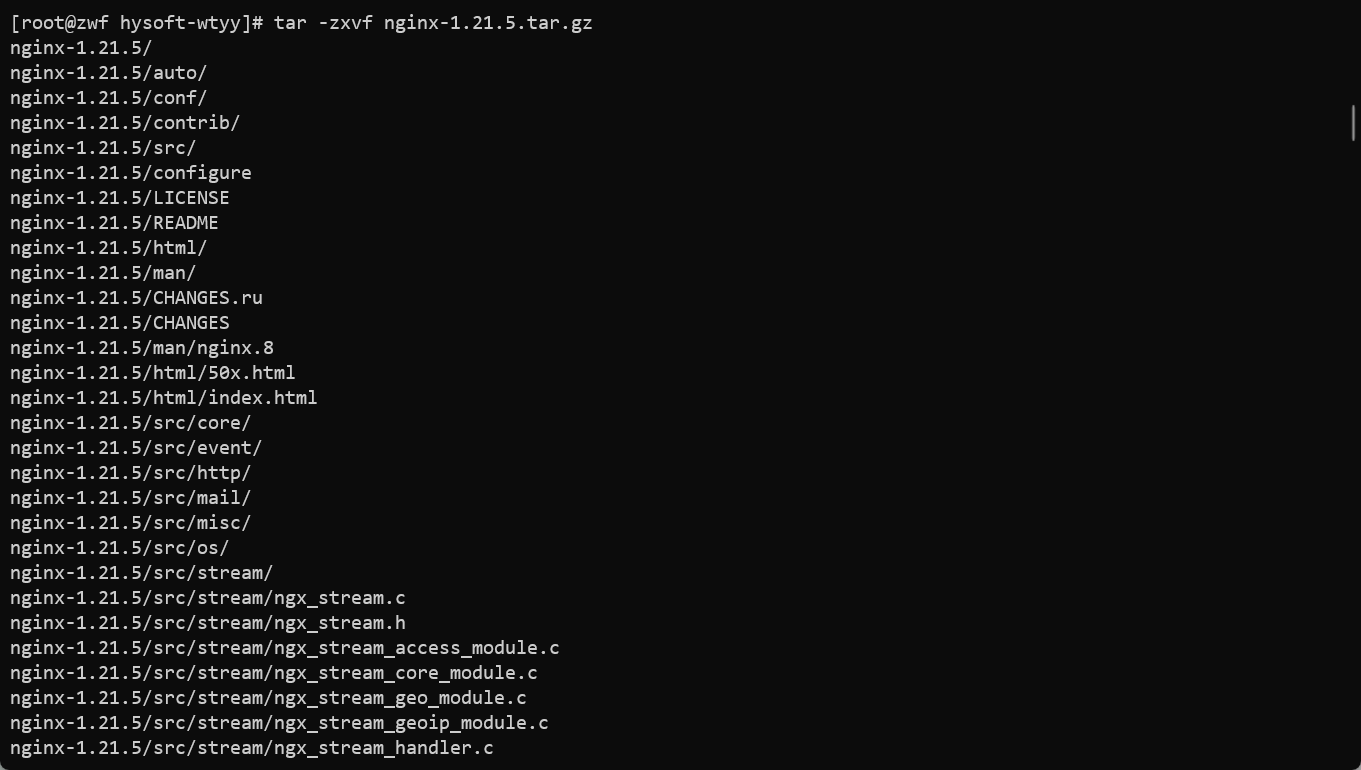 [root@zwf hysoft-wtyy]# tar -zxvf nginx-1.21.5.tar.gz
nginx-1.21.5/
nginx-1.21.5/auto/
nginx-1.21.5/conf/
nginx-1.21.5/contrib/
nginx-1.21.5/src/
nginx-1.21.5/configure
nginx-1.21.5/LICENSE
nginx-1.21.5/README
nginx-1.21.5/html/
nginx-1.21.5/man/
nginx-1.21.5/CHANGES.ru
nginx-1.21.5/CHANGES
nginx-1.21.5/man/nginx.8
nginx-1.21.5/html/50x.html
nginx-1.21.5/html/index.html
nginx-1.21.5/src/core/
nginx-1.21.5/src/event/
nginx-1.21.5/src/http/
nginx-1.21.5/src/mail/
nginx-1.21.5/src/misc/
nginx-1.21.5/src/os/
nginx-1.21.5/src/stream/
nginx-1.21.5/src/stream/ngx_stream.c
nginx-1.21.5/src/stream/ngx_stream.h
nginx-1.21.5/src/stream/ngx_stream_access_module.c
nginx-1.21.5/src/stream/ngx_stream_core_module.c
nginx-1.21.5/src/stream/ngx_stream_geo_module.c
nginx-1.21.5/src/stream/ngx_stream_geoip_module.c
nginx-1.21.5/src/stream/ngx_stream_handler.c